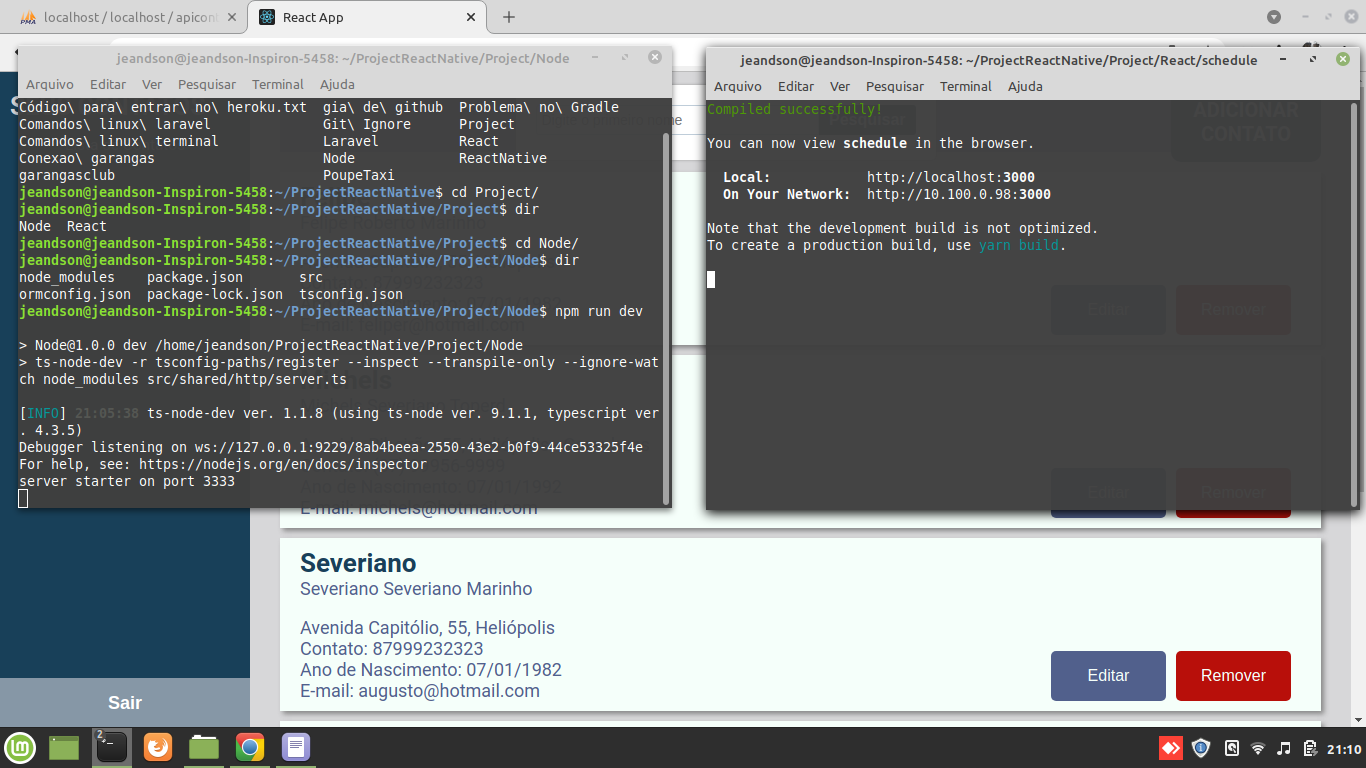 localhost / localhost / apicont
React App
jeandson@jeandson-Inspiron-5458: ~/ProjectReactNative/Project/Node
Arquivo Editar Ver Pesquisar Terminal Ajuda
Código\ para\ entrar\ no\ heroku.txt gia\ de\ github Problema\ no\ Gradle
Comandos\ linux\ laravel Git\ Ignore Project
Comandos\ linux\ terminal Laravel React
Conexao\ garangas Node ReactNative
garangasclub PoupeTaxi
jeandson@jeandson-Inspiron-5458:~/ProjectReactNative$ cd Project/
jeandson@jeandson-Inspiron-5458:~/ProjectReactNative/Project$ dir
Node React
jeandson@jeandson-Inspiron-5458:~/ProjectReactNative/Project$ cd Node/
jeandson@jeandson-Inspiron-5458:~/ProjectReactNative/Project/Node$ dir
node_modules package.json src
ormconfig.json package-lock.json tsconfig.json
jeandson@jeandson-Inspiron-5458:~/ProjectReactNative/Project/Node$ npm run dev
> Node@1.0.0 dev /home/jeandson/ProjectReactNative/Project/Node
> ts-node-dev -r tsconfig-paths/register --inspect --transpile-only --ignore-wat
ch node_modules src/shared/http/server.ts
[INFO] 21:05:38 ts-node-dev ver. 1.1.8 (using ts-node ver. 9.1.1, typescript ver
. 4.3.5)
Debugger listening on ws://127.0.0.1:9229/8ab4beea-2550-43e2-b0f9-44ce53325f4e
For help, see: https://nodejs.org/en/docs/inspector
server starter on port 3333
jeandson@jeandson-Inspiron-5458: ~/ProjectReactNative/Project/React/schedule
Arquivo Editar Ver Pesquisar Terminal Ajuda
Compiled successfully!
You can now view schedule in the browser.
Local: http://localhost:3000
On Your Network: http://10.100.0.98:3000
Note that the development build is not optimized.
To create a production build, use yarn build.
ADICIONAR
CONTATO
Editar
Remover
Ano de Nascimento: 07/01/1992
E-mail: michels@hotmail.com
Editar
Remover
Severiano
Severiano Severiano Marinho
Avenida Capitólio, 55, Heliópolis
Contato: 87999232323
Ano de Nascimento: 07/01/1982
E-mail: augusto@hotmail.com
Editar
Remover
Sair
2
21:10